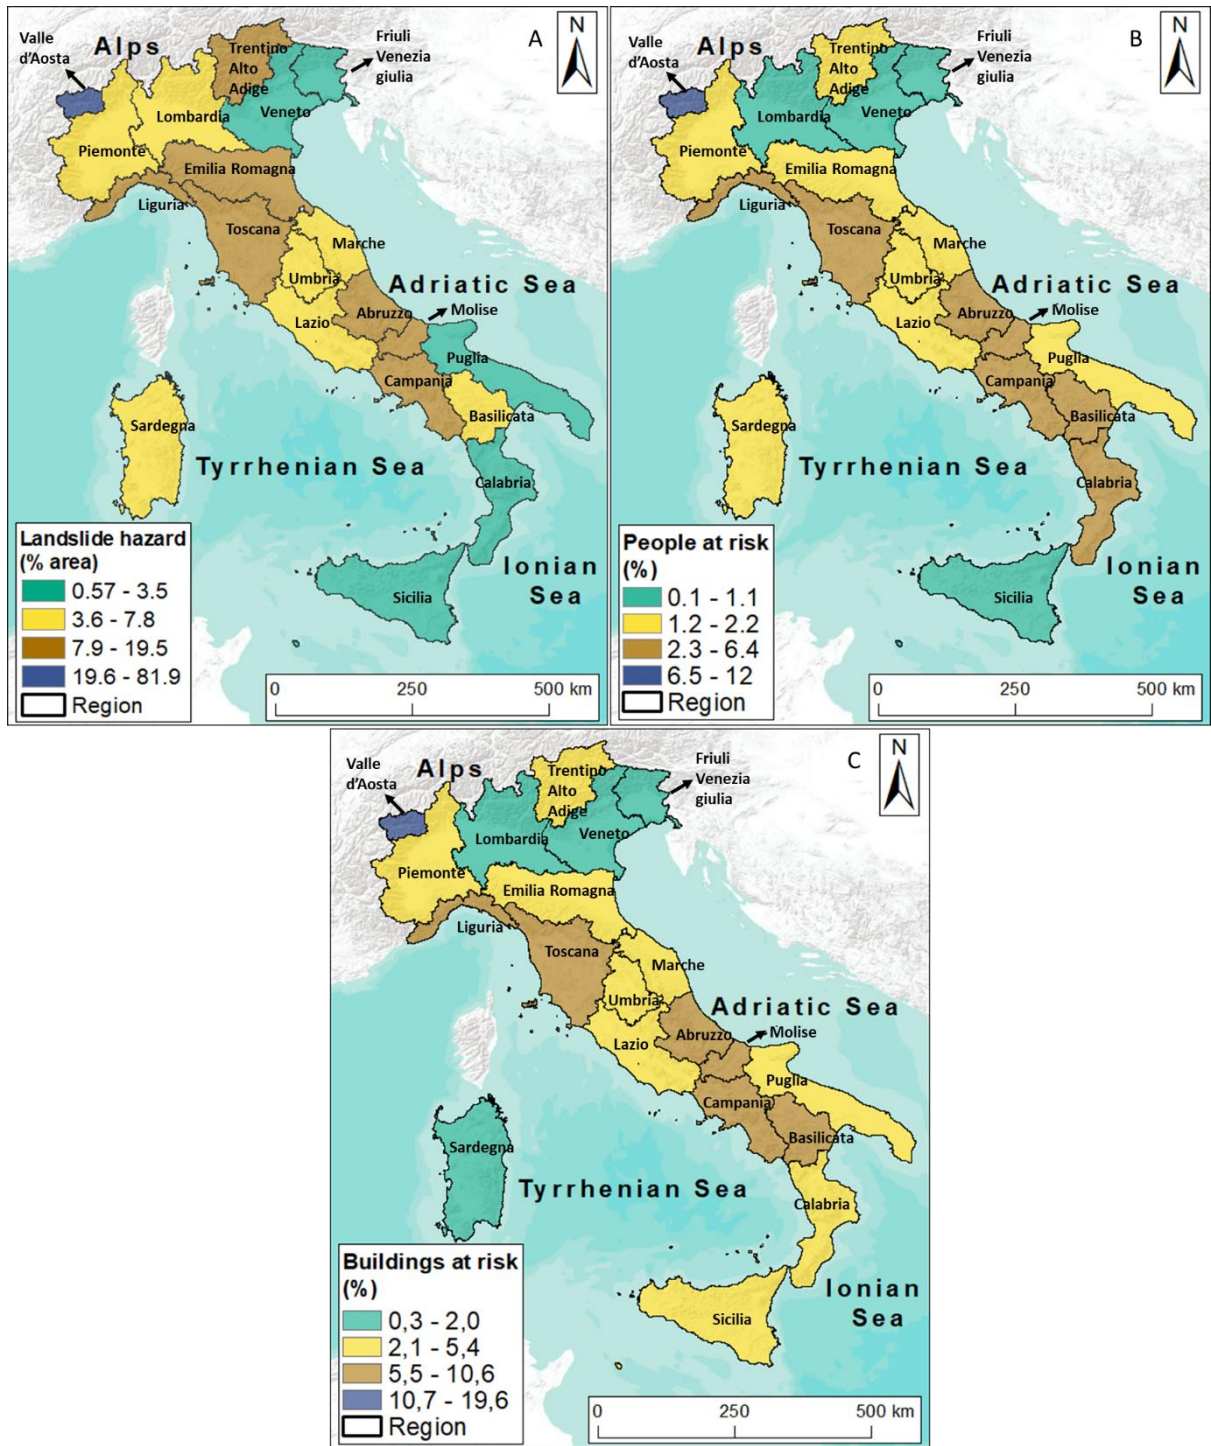 Valle
d'Aosta
Alps
Trentino
Alto
Adige
Friuli
Venezia
giulia
A
N
Lombardia
Veneto
Piemonte
Emilia Romagna
Liguria
Toscana
Marche
Umbria
Adriatic Sea
Abruzzo
Molise
Lazio
Puglia
Campania
Basilicata
Sardegna
Tyrrhenian Sea
Calabria
Ionian
Sea
Sicilia
Landslide hazard
(% area)
0.57 - 3.5
3.6 - 7.8
7.9 - 19.5
19.6 - 81.9
Region
0 250 500 km
Valle
d'Aosta
Alps
Trentino
Alto
Adige
Friuli
Venezia
giulia
B
N
Lombardia
Veneto
Piemonte
Emilia Romagna
Liguria
Toscana
Marche
Umbria
Adriatic Sea
Abruzzo
Molise
Lazio
Puglia
Campania
Basilicata
Sardegna
Tyrrhenian Sea
Calabria
Ionian
Sea
Sicilia
People at risk
(%)
0.1 - 1.1
1.2 - 2.2
2.3 - 6.4
6.5 - 12
Region
0 250 500 km
Valle
d'Aosta
Alps
Trentino
Alto
Adige
Friuli
Venezia
giulia
C
N
Lombardia
Veneto
Piemonte
Emilia Romagna
Liguria
Toscana
Marche
Umbria
Adriatic Sea
Abruzzo
Molise
Lazio
Puglia
Campania
Basilicata
Sardegna
Tyrrhenian Sea
Calabria
Ionian
Sea
Sicilia
Buildings at risk
(%)
0,3 - 2,0
2,1 - 5,4
5,5 - 10,6
10,7 - 19,6
Region
0 250 500 km